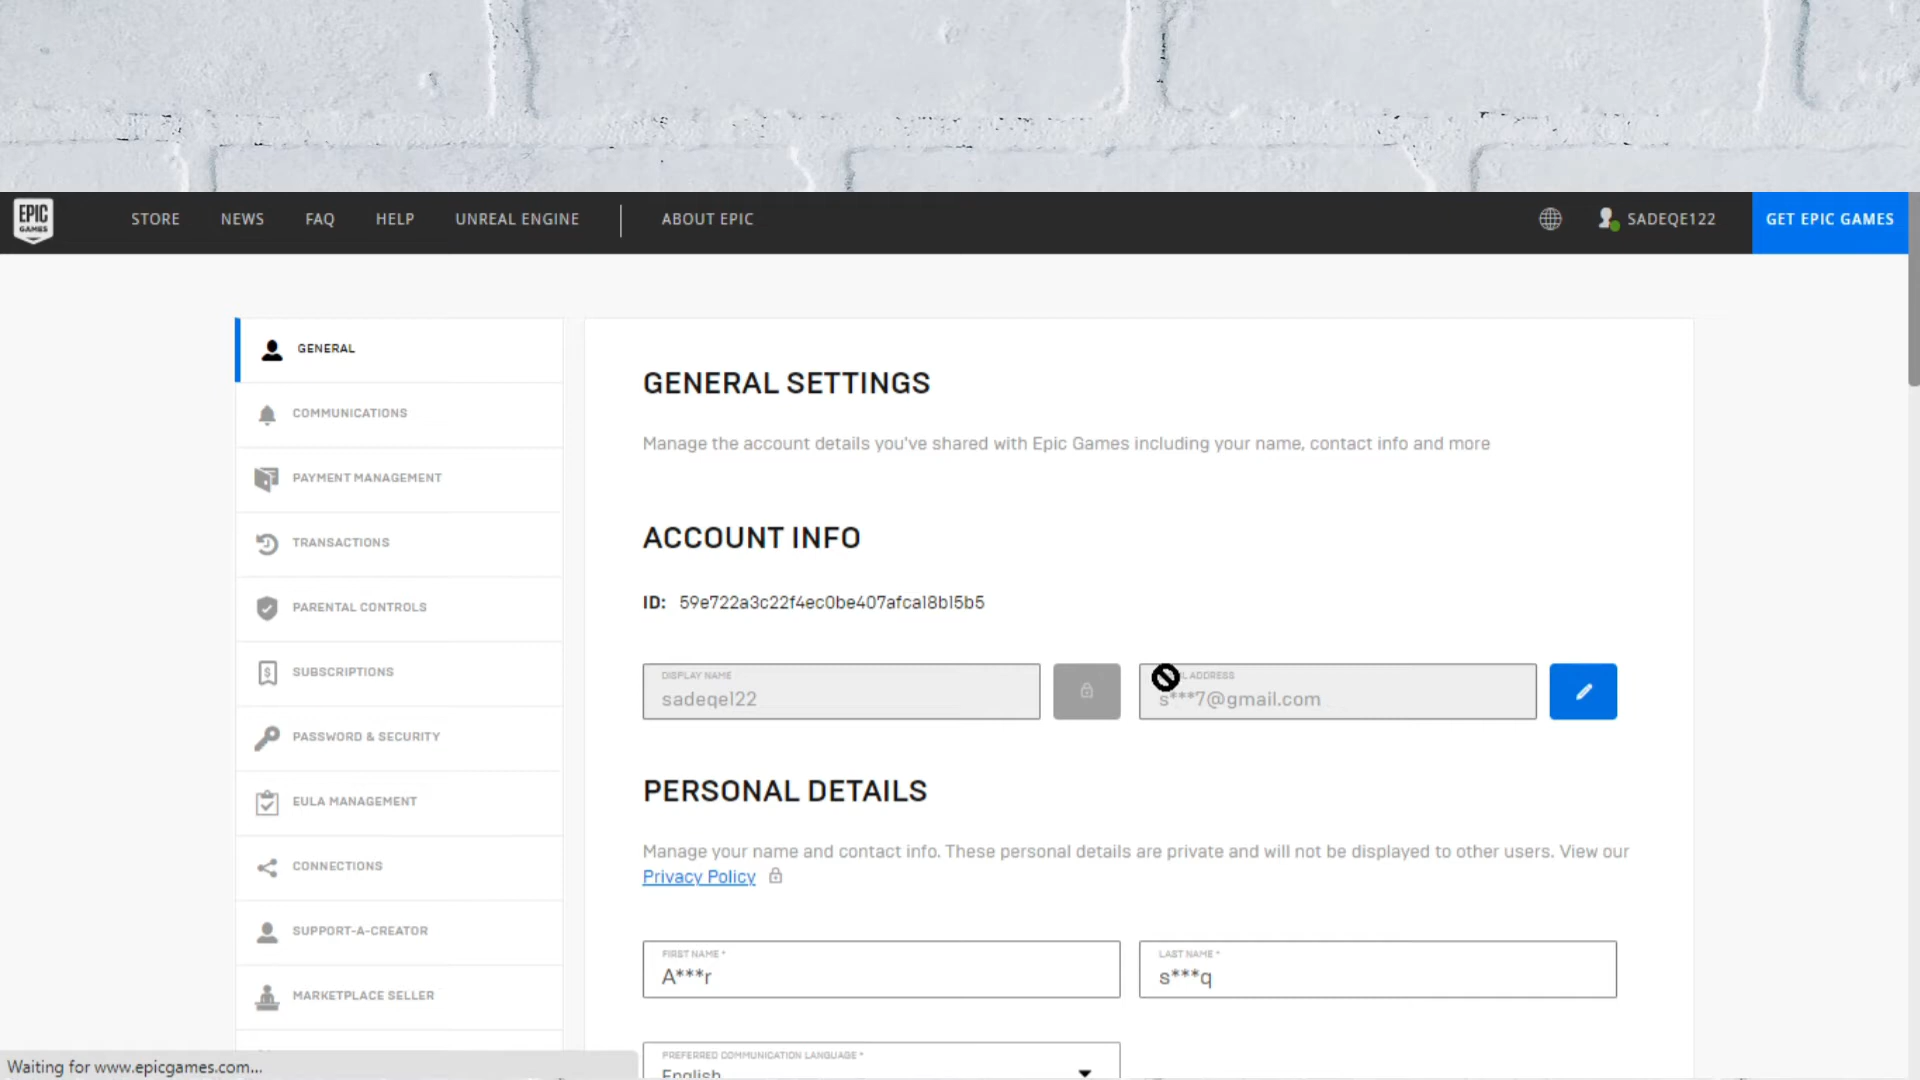 EPIC
GAMES
STORE
NEWS
FAQ
HELP
UNREAL ENGINE
ABOUT EPIC
SADEQE122
GET EPIC GAMES
GENERAL
COMMUNICATIONS
PAYMENT MANAGEMENT
TRANSACTIONS
PARENTAL CONTROLS
SUBSCRIPTIONS
PASSWORD & SECURITY
EULA MANAGEMENT
CONNECTIONS
SUPPORT-A-CREATOR
MARKETPLACE SELLER
GENERAL SETTINGS
Manage the account details you've shared with Epic Games including your name, contact info and more
ACCOUNT INFO
ID: 59e722a3c22f4ec0be407afca18b15b5
DISPLAY NAME
sadeqe122
ADDRESS
s***7@gmail.com
PERSONAL DETAILS
Manage your name and contact info. These personal details are private and will not be displayed to other users. View our
Privacy Policy
FIRST NAME *
A***r
LAST NAME *
s***q
PREFERRED COMMUNICATION LANGUAGE *
English
Waiting for www.epicgames.com...